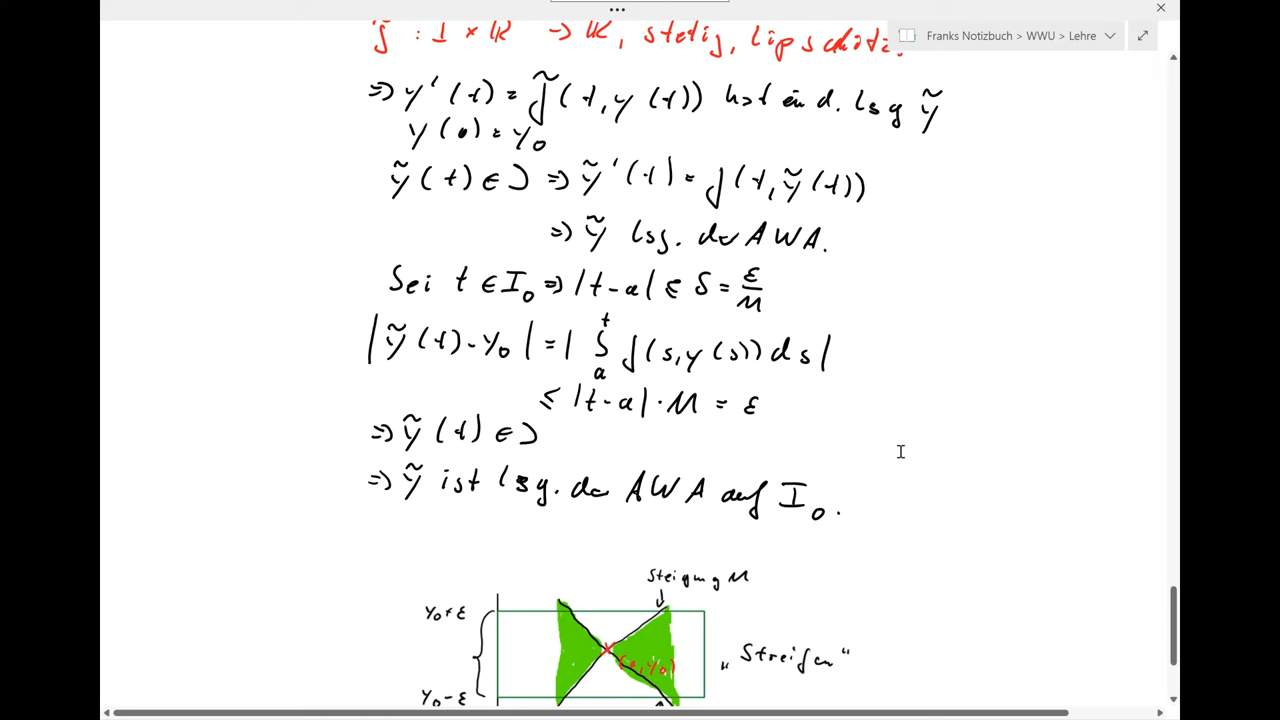 Franks Notizbuch > WWU > Lehre
f̃ : I × ℝ → ℝ, stetig, Lipschitz.
⇒ y'(t) = f̃(t, y(t)) hat eind. Lsg ỹ
y(0) = y₀
ỹ(t) ∈ J ⇒ ỹ'(t) = f(t, ỹ(t))
⇒ ỹ Lsg. der AWA.
Sei t ∈ I₀ ⇒ |t-a| ≤ δ = ε/M
|ỹ(t) - y₀| = | ∫ₐᵗ f(s, y(s)) ds |
≤ |t-a| · M = ε
⇒ ỹ(t) ∈ J
⇒ ỹ ist Lsg. der AWA auf I₀.
Steigung M
y₀+ε
(a, y₀)
„Streifen“
y₀-ε